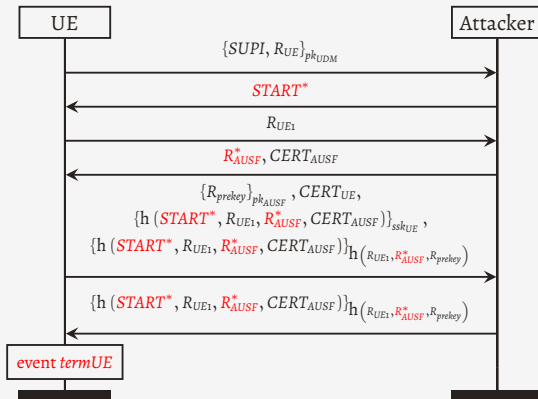 UE
Attacker
{SUPI, R_UE}_pk_UDM
START*
R_UE1
R*_AUSF, CERT_AUSF
{R_prekey}_pk_AUSF, CERT_UE,
{h (START*, R_UE1, R*_AUSF, CERT_AUSF)}_ssk_UE,
{h (START*, R_UE1, R*_AUSF, CERT_AUSF)}_h(R_UE1, R*_AUSF, R_prekey)
{h (START*, R_UE1, R*_AUSF, CERT_AUSF)}_h(R_UE1, R*_AUSF, R_prekey)
event termUE